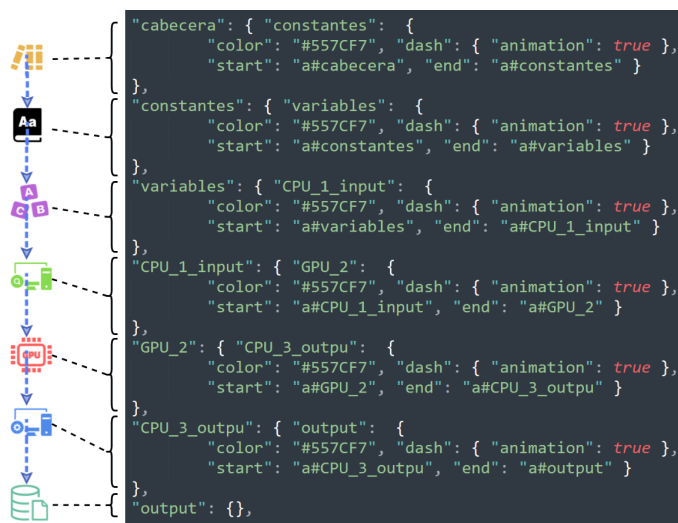 "cabecera": { "constantes":  {
"color": "#557CF7", "dash": { "animation": true },
"start": "a#cabecera", "end": "a#constantes" }
},
Aa
"constantes": { "variables":  {
"color": "#557CF7", "dash": { "animation": true },
"start": "a#constantes", "end": "a#variables" }
},
A
C B
"variables": { "CPU_1_input":  {
"color": "#557CF7", "dash": { "animation": true },
"start": "a#variables", "end": "a#CPU_1_input" }
},
"CPU_1_input": { "GPU_2":  {
"color": "#557CF7", "dash": { "animation": true },
"start": "a#CPU_1_input", "end": "a#GPU_2" }
},
CPU
"GPU_2": { "CPU_3_outpu":  {
"color": "#557CF7", "dash": { "animation": true },
"start": "a#GPU_2", "end": "a#CPU_3_outpu" }
},
"CPU_3_outpu": { "output":  {
"color": "#557CF7", "dash": { "animation": true },
"start": "a#CPU_3_outpu", "end": "a#output" }
},
"output": {},